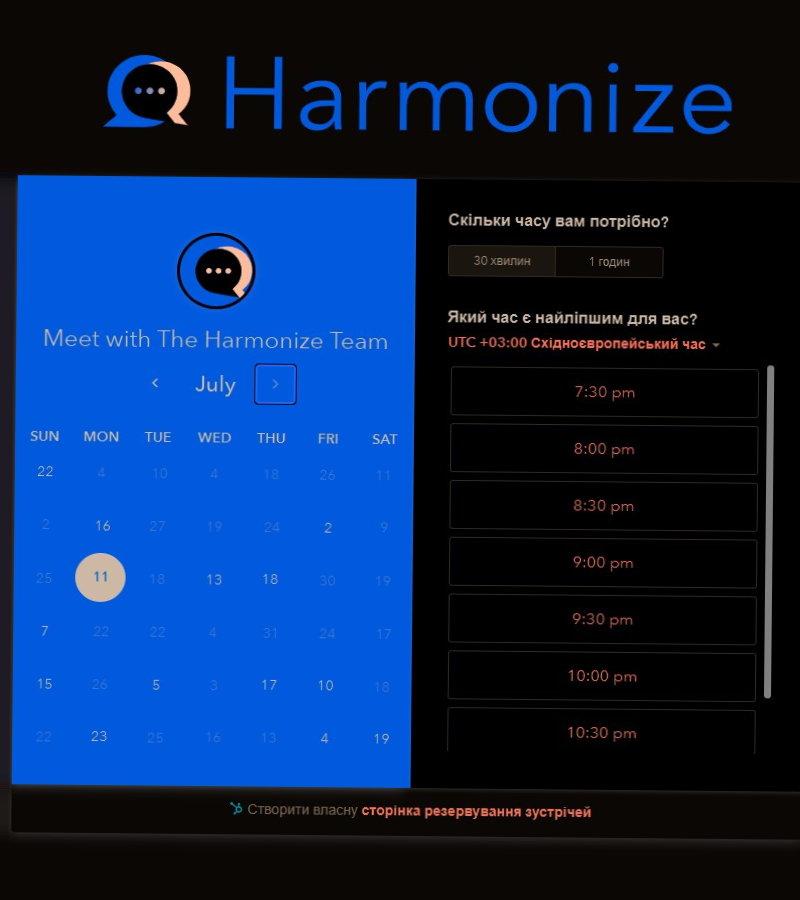 Harmonize
Meet with The Harmonize Team
July
SUN MON TUE WED THU FRI SAT
22 4 10 4 18 26 11
2 16 27 19 24 2 9
25 11 18 13 18 30 19
7 22 22 4 31 24 17
15 26 5 3 17 10 18
22 23 25 16 13 4 19
Скільки часу вам потрібно?
30 хвилин 1 годин
Який час є найліпшим для вас?
UTC +03:00 Східноєвропейський час
7:30 pm
8:00 pm
8:30 pm
9:00 pm
9:30 pm
10:00 pm
10:30 pm
Створити власну сторінка резервування зустрічей